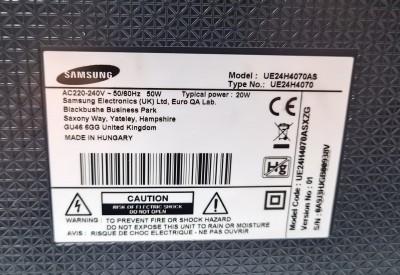 SAMSUNG
Model : UE24H4070AS
Type No.: UE24H4070
AC220-240V ~ 50/60Hz 50W Typical power : 20W
Samsung Electronics (UK) Ltd, Euro QA Lab.
Blackbushe Business Park
Saxony Way, Yateley, Hampshire
GU46 6GG United Kingdom
MADE IN HUNGARY
CAUTION
RISK OF ELECTRIC SHOCK
DO NOT OPEN
WARNING : TO PREVENT FIRE OR SHOCK HAZARD
DO NOT EXPOSE THIS UNIT TO RAIN OR MOISTURE
AVIS : RISQUE DE CHOC ELECTRIQUE - NE PAS OUVRIR
Hg
Model Code : UE24H4070ASXZG
Version No : 01
S/N :